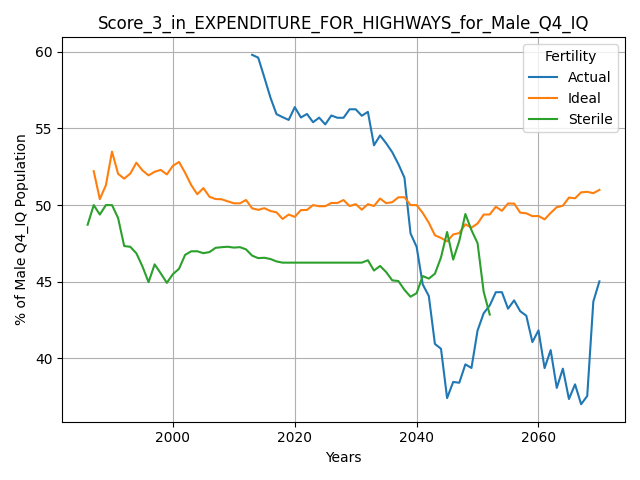 Score_3_in_EXPENDITURE_FOR_HIGHWAYS_for_Male_Q4_IQ
60
55
50
45
40
% of Male Q4_IQ Population
Fertility
Actual
Ideal
Sterile
2000 2020 2040 2060
Years